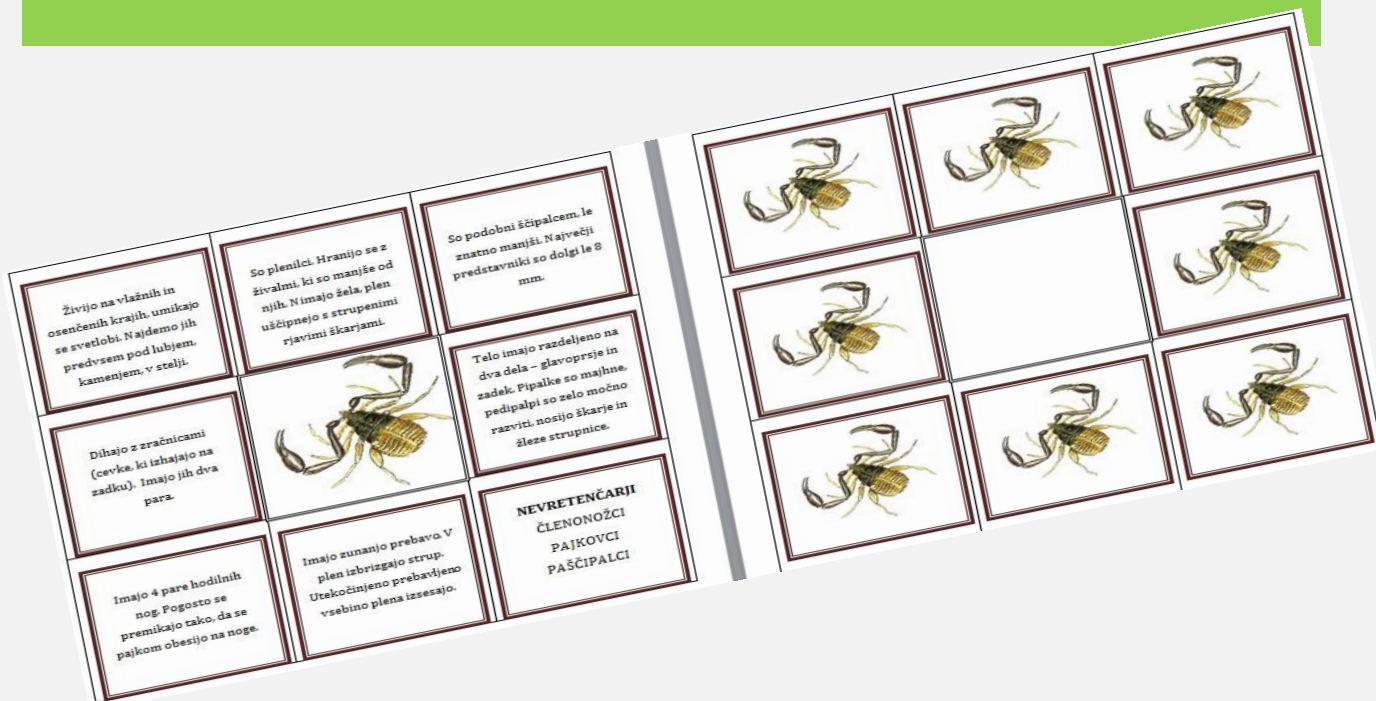 Živijo na vlažnih in
osenčenih krajih, umikajo
se svetlobi. Najdemo jih
predvsem pod lubjem,
kamenjem, v stelji.
So plenilci. Hranijo se z
živalmi, ki so manjše od
njih. Nimajo žela, plen
uščipnejo s strupenimi
rjavimi škarjami.
So podobni ščipalcem, le
znatno manjši. Največji
predstavniki so dolgi le 8
mm.
Dihajo z zračnicami
(cevke, ki izhajajo na
zadku). Imajo jih dva
para.
Telo imajo razdeljeno na
dva dela – glavoprsje in
zadek. Pipalke so majhne,
pedipalpi so zelo močno
razviti, nosijo škarje in
žleze strupnice.
Imajo 4 pare hodilnih
nog. Pogosto se
premikajo tako, da se
pajkom obesijo na noge.
Imajo zunanjo prebavo. V
plen izbrizgajo strup.
Utekočinjeno prebavljeno
vsebino plena izsesajo.
NEVRETENČARJI
ČLENONOŽCI
PAJKOVCI
PAŠČIPALCI